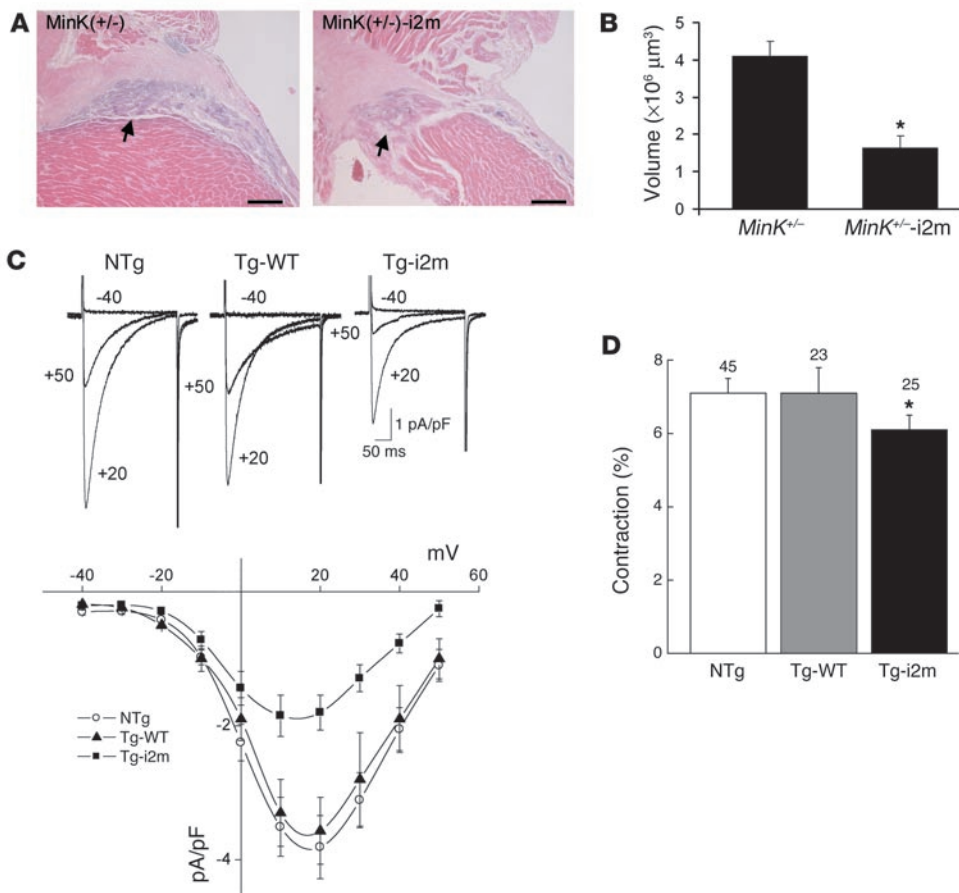 A
MinK(+/-)
MinK(+/-)-i2m
B
Volume (×10⁶ μm³)
5
4
3
2
1
0
*
MinK⁺/⁻
MinK⁺/⁻-i2m
C
NTg
Tg-WT
Tg-i2m
-40
-40
-40
+50
+50
+50
+20
+20
+20
1 pA/pF
50 ms
mV
-40
-20
20
40
60
-2
-4
pA/pF
NTg
Tg-WT
Tg-i2m
D
Contraction (%)
8
6
4
2
0
45
23
25
*
NTg
Tg-WT
Tg-i2m